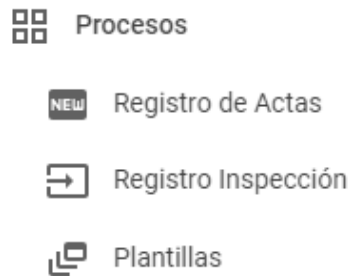 Procesos
NEW
Registro de Actas
Registro Inspección
Plantillas